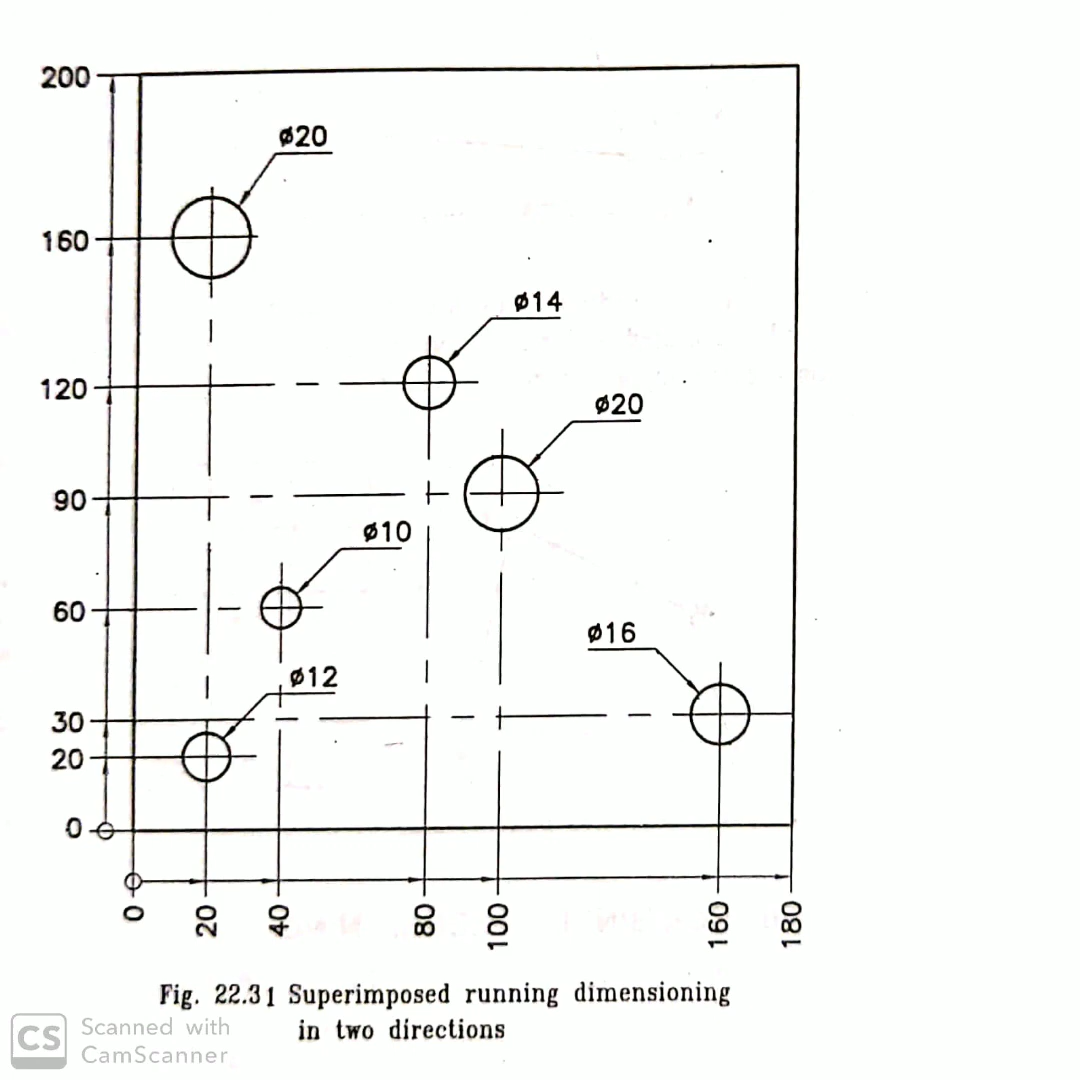 200
ø20
160
ø14
120
ø20
90
ø10
60
ø16
ø12
30
20
0
0 20 40 80 100 160 180
Fig. 22.31 Superimposed running dimensioning
in two directions
CS Scanned with
CamScanner